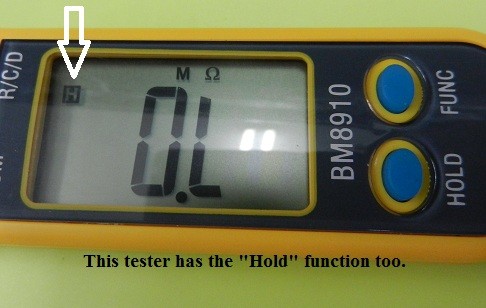 R/C/D
H
M Ω
0.L
BM8910
FUNC
HOLD
This tester has the "Hold" function too.